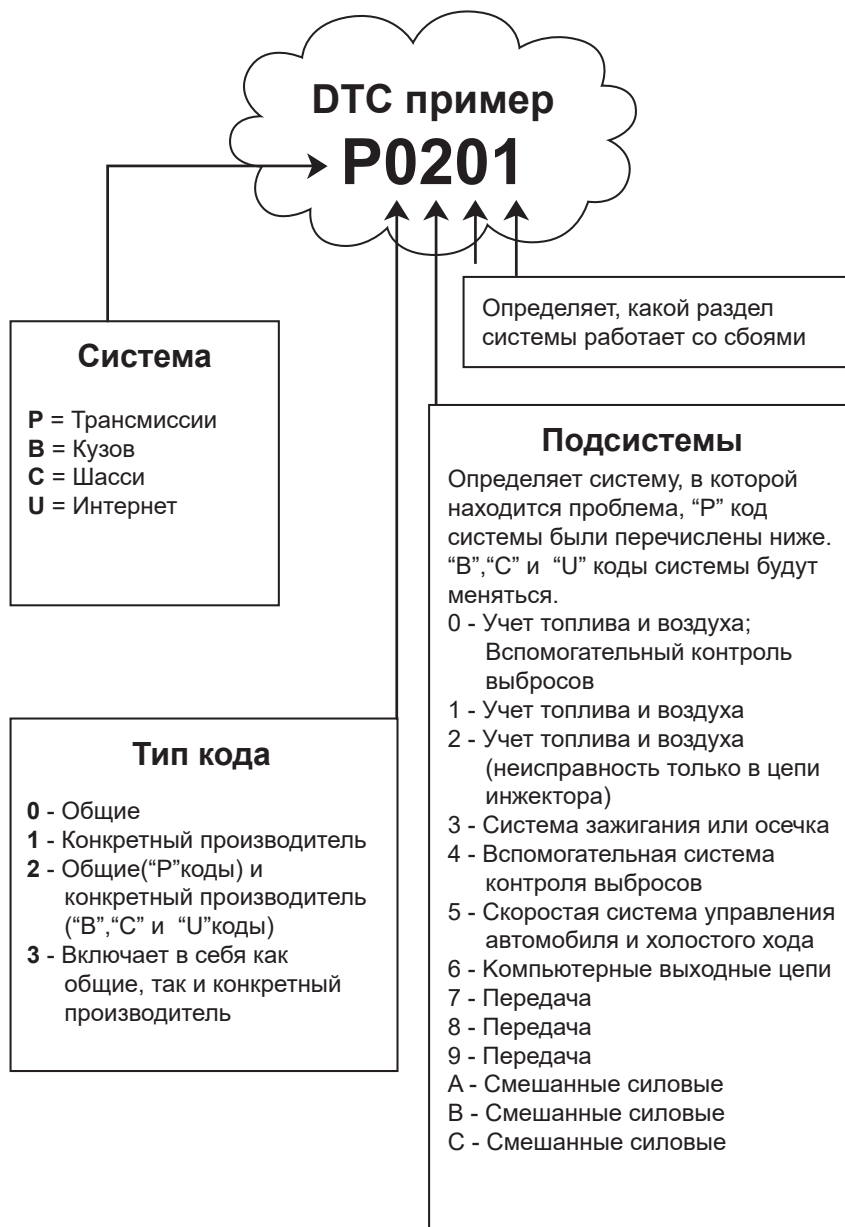 DTC пример
P0201
Определяет, какой раздел
системы работает со сбоями
Система
P = Трансмиссии
B = Кузов
C = Шасси
U = Интернет
Подсистемы
Определяет систему, в которой
находится проблема, “P” код
системы были перечислены ниже.
“B”,“C” и “U” коды системы будут
меняться.
0 - Учет топлива и воздуха;
Вспомогательный контроль
выбросов
1 - Учет топлива и воздуха
2 - Учет топлива и воздуха
(неисправность только в цепи
инжектора)
3 - Система зажигания или осечка
4 - Вспомогательная система
контроля выбросов
5 - Скоростая система управления
автомобиля и холостого хода
6 - Компьютерные выходные цепи
7 - Передача
8 - Передача
9 - Передача
A - Смешанные силовые
B - Смешанные силовые
C - Смешанные силовые
Тип кода
0 - Общие
1 - Конкретный производитель
2 - Общие(“P”коды) и
конкретный производитель
(“B”,“C” и “U”коды)
3 - Включает в себя как
общие, так и конкретный
производитель